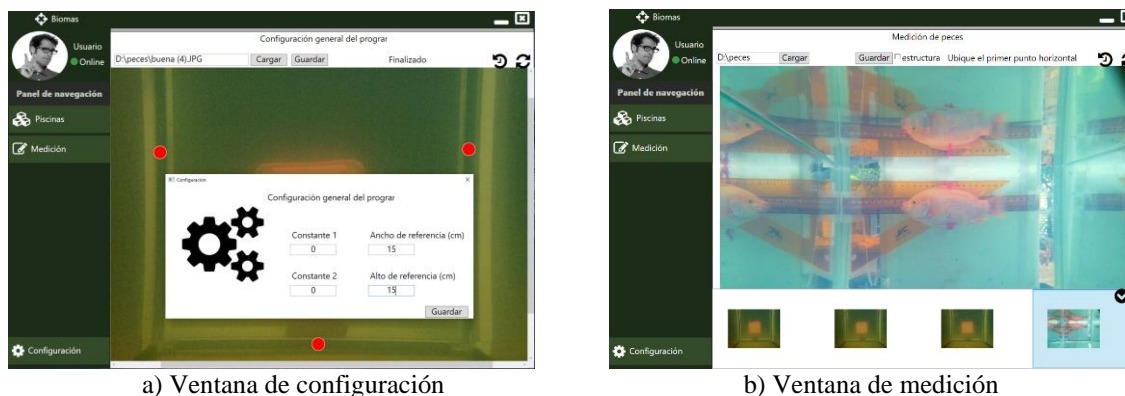 Biomas
Usuario
Online
Panel de navegación
Piscinas
Medición
Configuración
Configuración general del prograr
D:\peces\buena (4).JPG Cargar Guardar Finalizado
Configuración
Configuración general del prograr
Constante 1 Ancho de referencia (cm)
0 15
Constante 2 Alto de referencia (cm)
0 15
Guardar
a) Ventana de configuración
Biomas
Usuario
Online
Panel de navegación
Piscinas
Medición
Configuración
Medición de peces
D:\peces Cargar Guardar estructura Ubique el primer punto horizontal
b) Ventana de medición